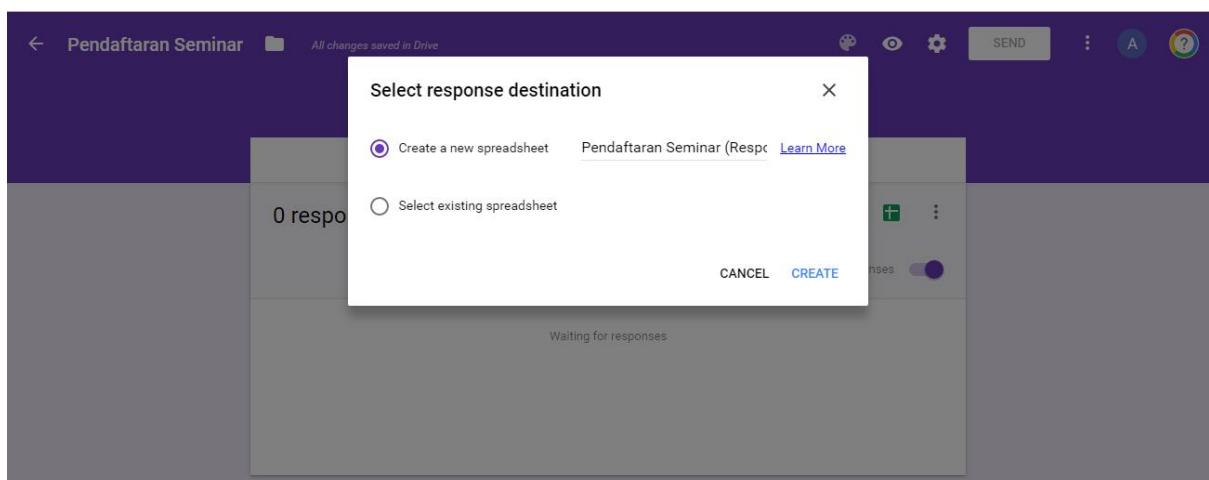 Pendaftaran Seminar All changes saved in Drive SEND A ?
Select response destination
Create a new spreadsheet Pendaftaran Seminar (Respo Learn More
0 respo Select existing spreadsheet
CANCEL CREATE nses
Waiting for responses